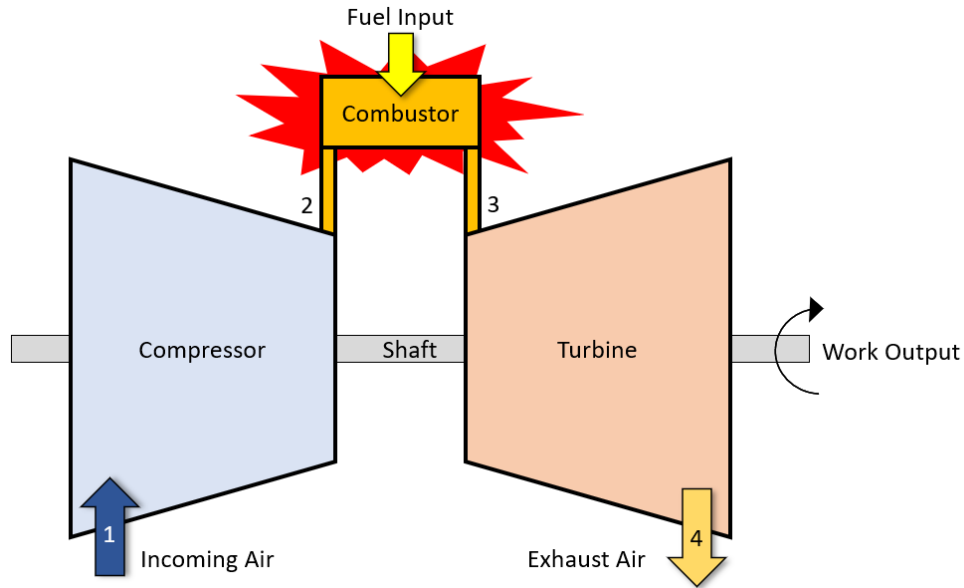 Fuel Input
Combustor
2
3
Compressor
Shaft
Turbine
Work Output
1
Incoming Air
Exhaust Air
4